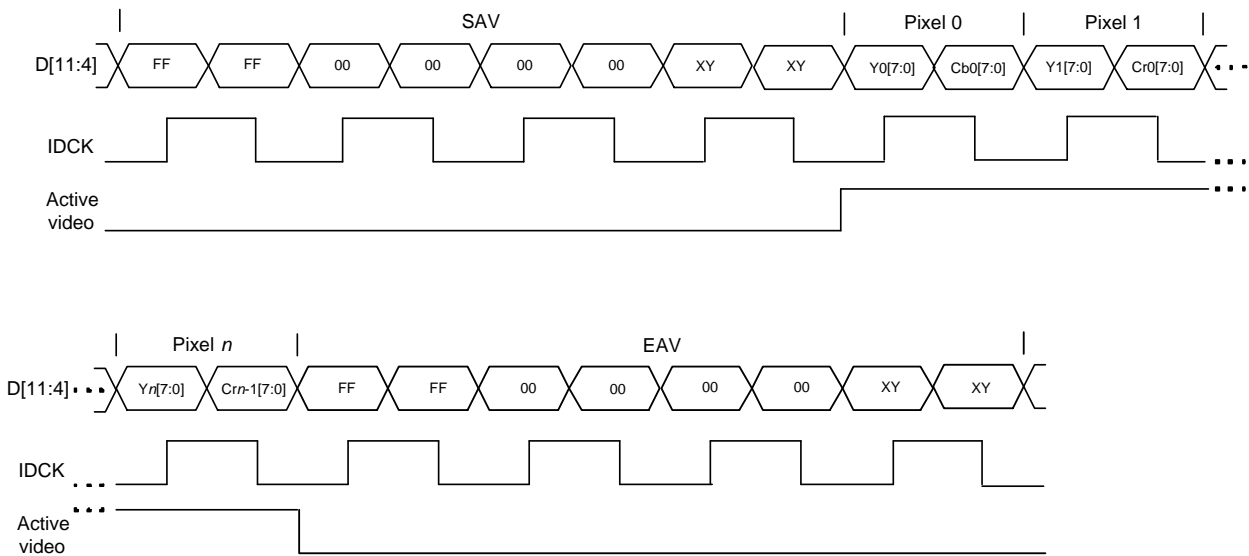 SAV Pixel 0 Pixel 1
D[11:4] FF FF 00 00 00 00 XY XY Y0[7:0] Cb0[7:0] Y1[7:0] Cr0[7:0]
IDCK
Active
video
Pixel n EAV
D[11:4] Yn[7:0] Crn-1[7:0] FF FF 00 00 00 00 XY XY
IDCK
Active
video